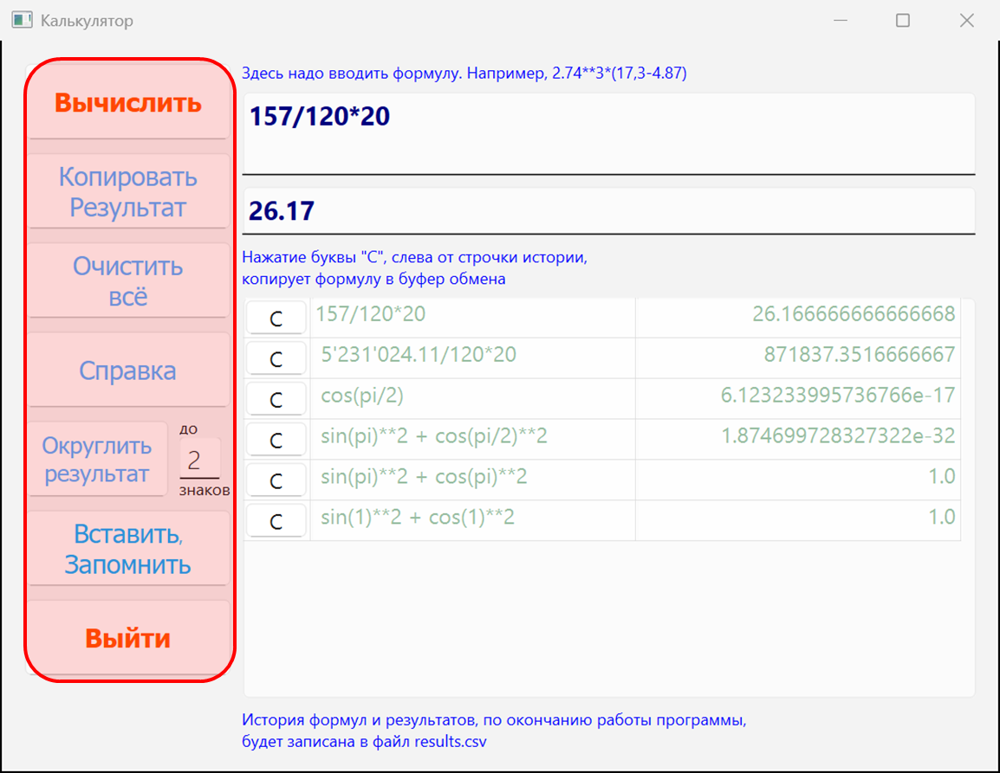 Калькулятор
Вычислить
Копировать
Результат
Очистить
всё
Справка
Округлить
результат
до
2
знаков
Вставить,
Запомнить
Выйти
Здесь надо вводить формулу. Например, 2.74**3*(17,3-4.87)
157/120*20
26.17
Нажатие буквы "С", слева от строчки истории,
копирует формулу в буфер обмена
C 157/120*20 26.166666666666668
C 5'231'024.11/120*20 871837.3516666667
C cos(pi/2) 6.123233995736766e-17
C sin(pi)**2 + cos(pi/2)**2 1.874699728327322e-32
C sin(pi)**2 + cos(pi)**2 1.0
C sin(1)**2 + cos(1)**2 1.0
История формул и результатов, по окончанию работы программы,
будет записана в файл results.csv